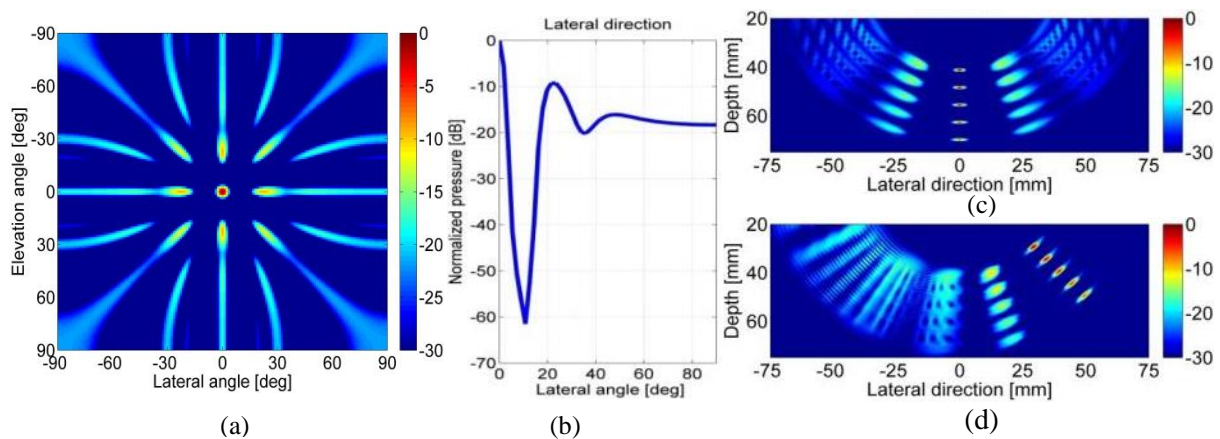 -90
-60
-30
0
30
60
90
Elevation angle [deg]
-90 -60 -30 0 30 60 90
Lateral angle [deg]
0
-5
-10
-15
-20
-25
-30
(a)
Lateral direction
0
-10
-20
-30
-40
-50
-60
-70
Normalized pressure [dB]
0 20 40 60 80
Lateral angle [deg]
(b)
20
40
60
Depth [mm]
-75 -50 -25 0 25 50 75
Lateral direction [mm]
0
-10
-20
-30
(c)
20
40
60
Depth [mm]
-75 -50 -25 0 25 50 75
Lateral direction [mm]
0
-10
-20
-30
(d)